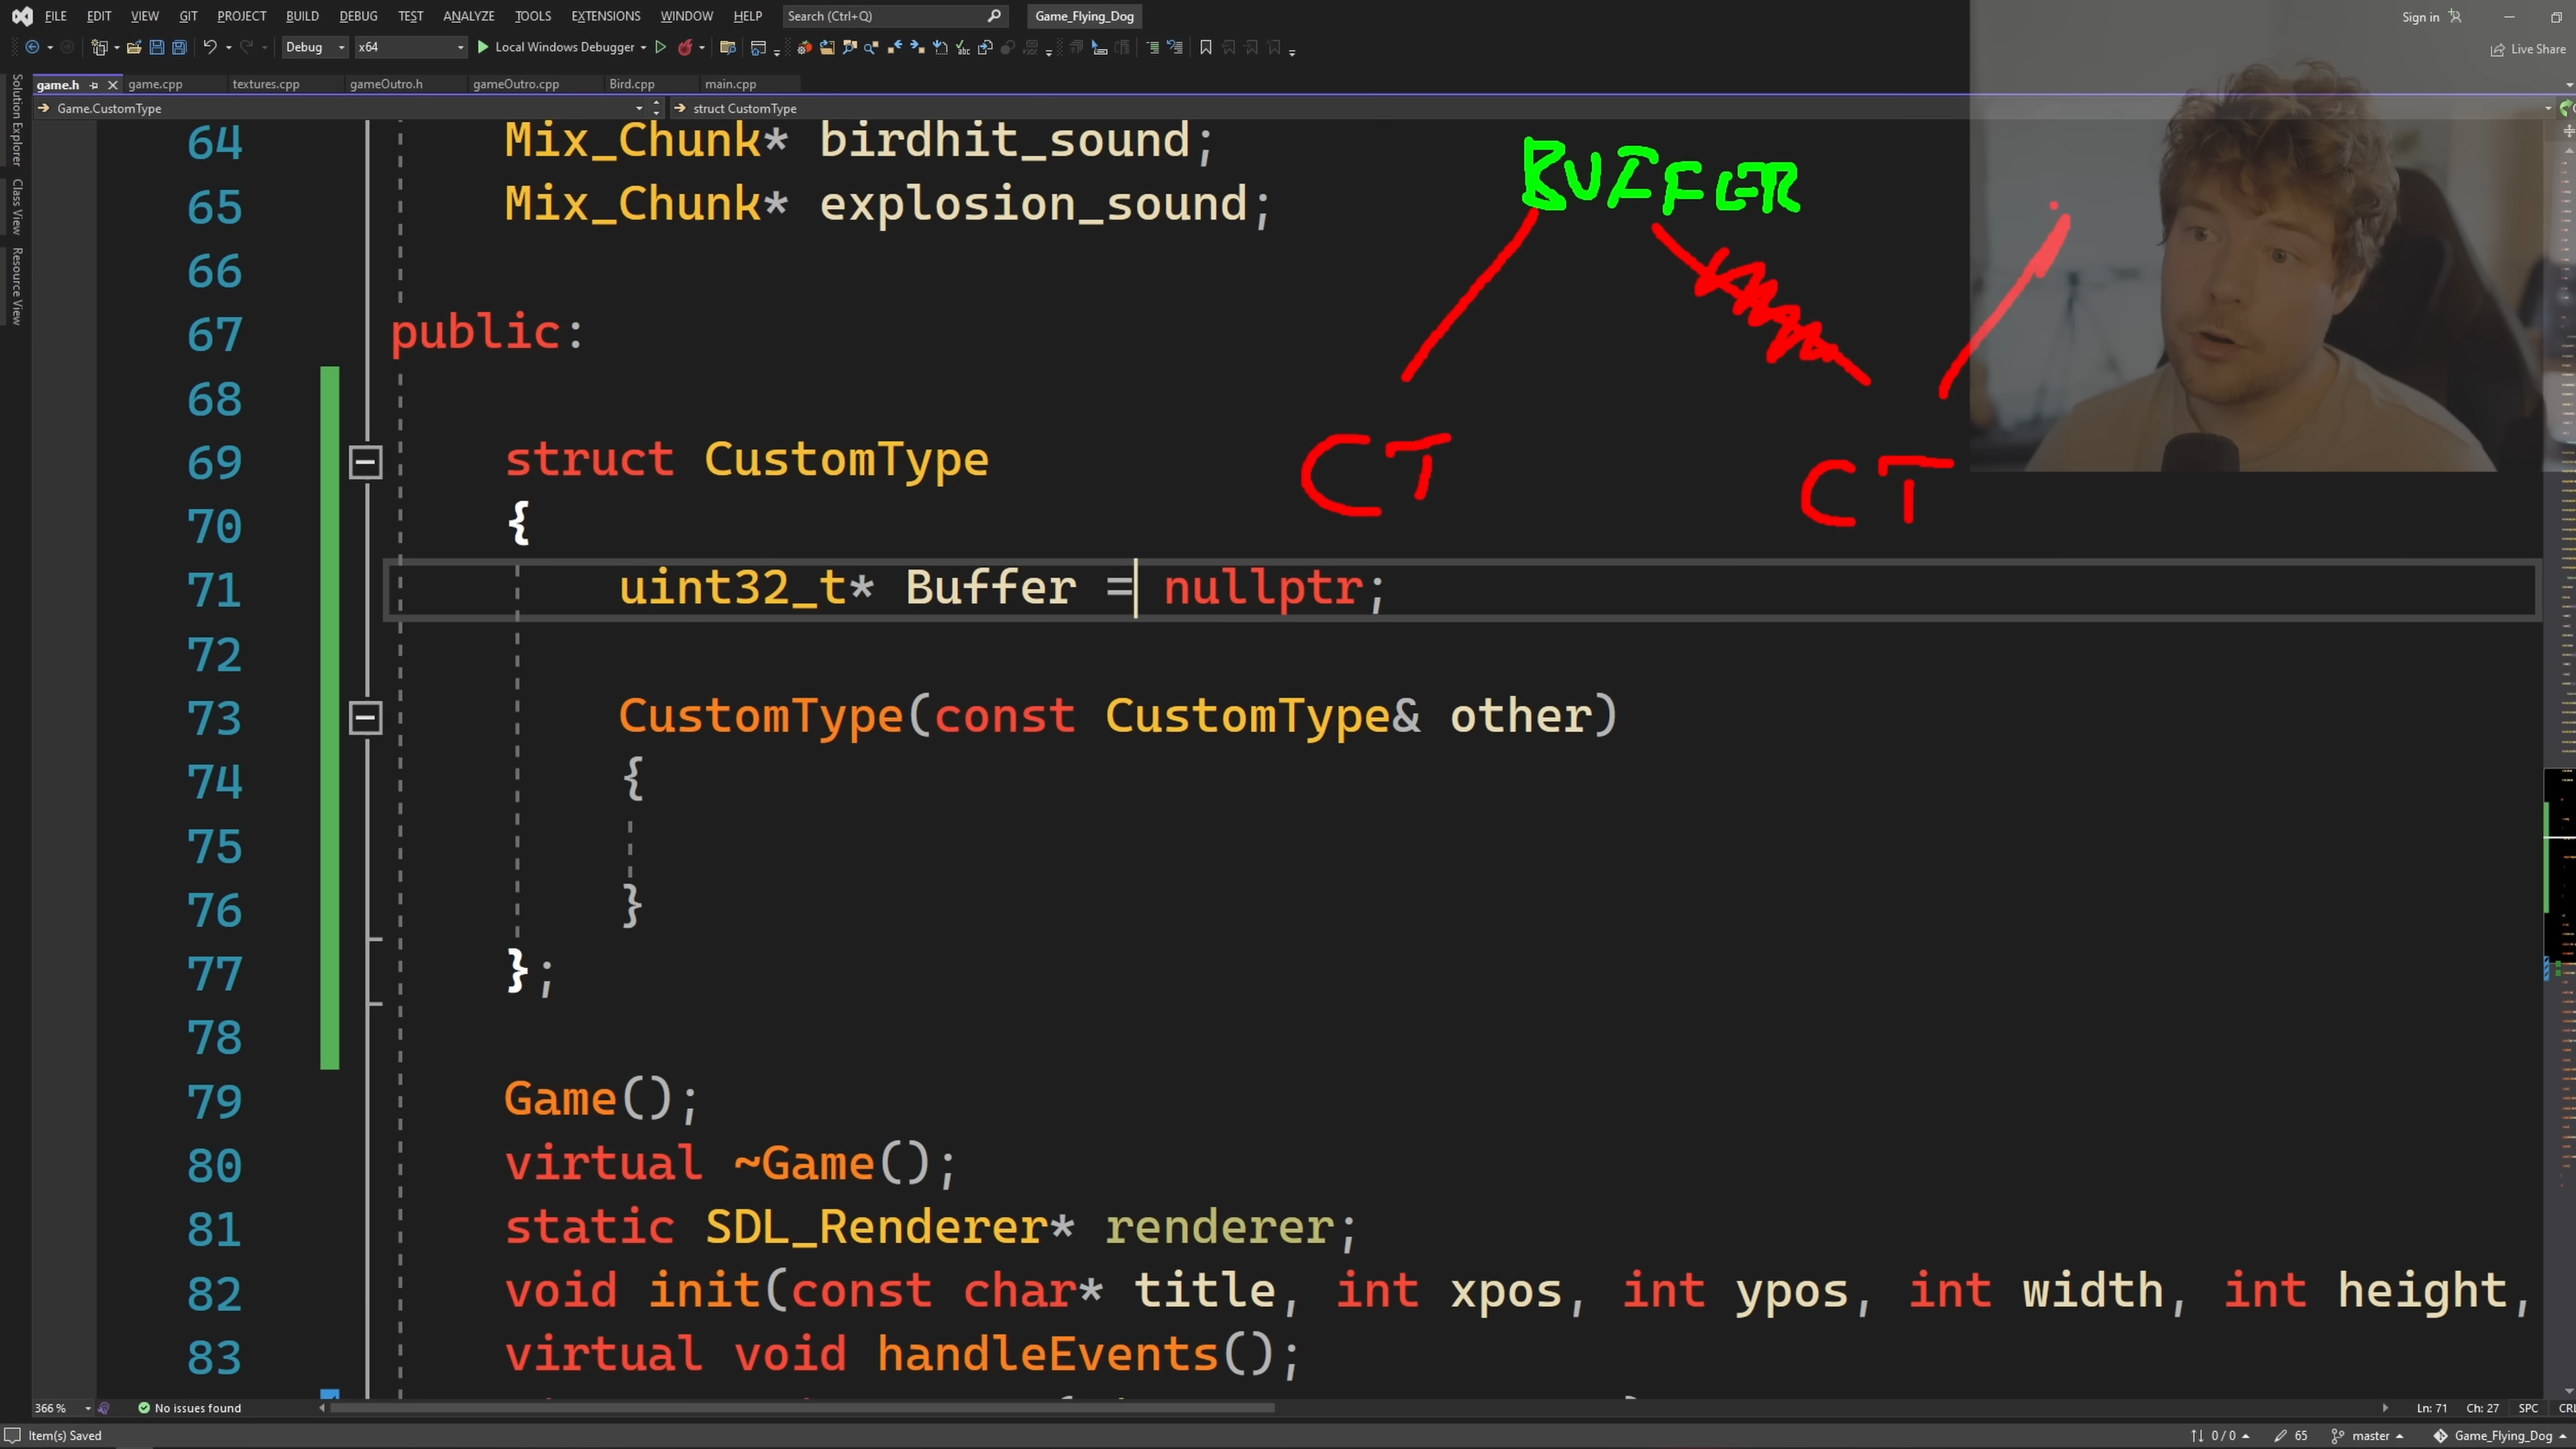 FILE EDIT VIEW GIT PROJECT BUILD DEBUG TEST ANALYZE TOOLS EXTENSIONS WINDOW HELP Search (Ctrl+Q) Game_Flying_Dog Sign in
Debug x64 Local Windows Debugger Live Share
game.h game.cpp textures.cpp gameOutro.h gameOutro.cpp Bird.cpp main.cpp
Game.CustomType struct CustomType
Solution Explorer
Class View
Resource View
64 Mix_Chunk* birdhit_sound;
65 Mix_Chunk* explosion_sound;
66
67 public:
68
69 struct CustomType
70 {
71 uint32_t* Buffer = nullptr;
72
73 CustomType(const CustomType& other)
74 {
75
76 }
77 };
78
79 Game();
80 virtual ~Game();
81 static SDL_Renderer* renderer;
82 void init(const char* title, int xpos, int ypos, int width, int height,
83 virtual void handleEvents();
BUFFER
CT CT
366 % No issues found Ln: 71 Ch: 27 SPC
Item(s) Saved 0 / 0 65 master Game_Flying_Dog